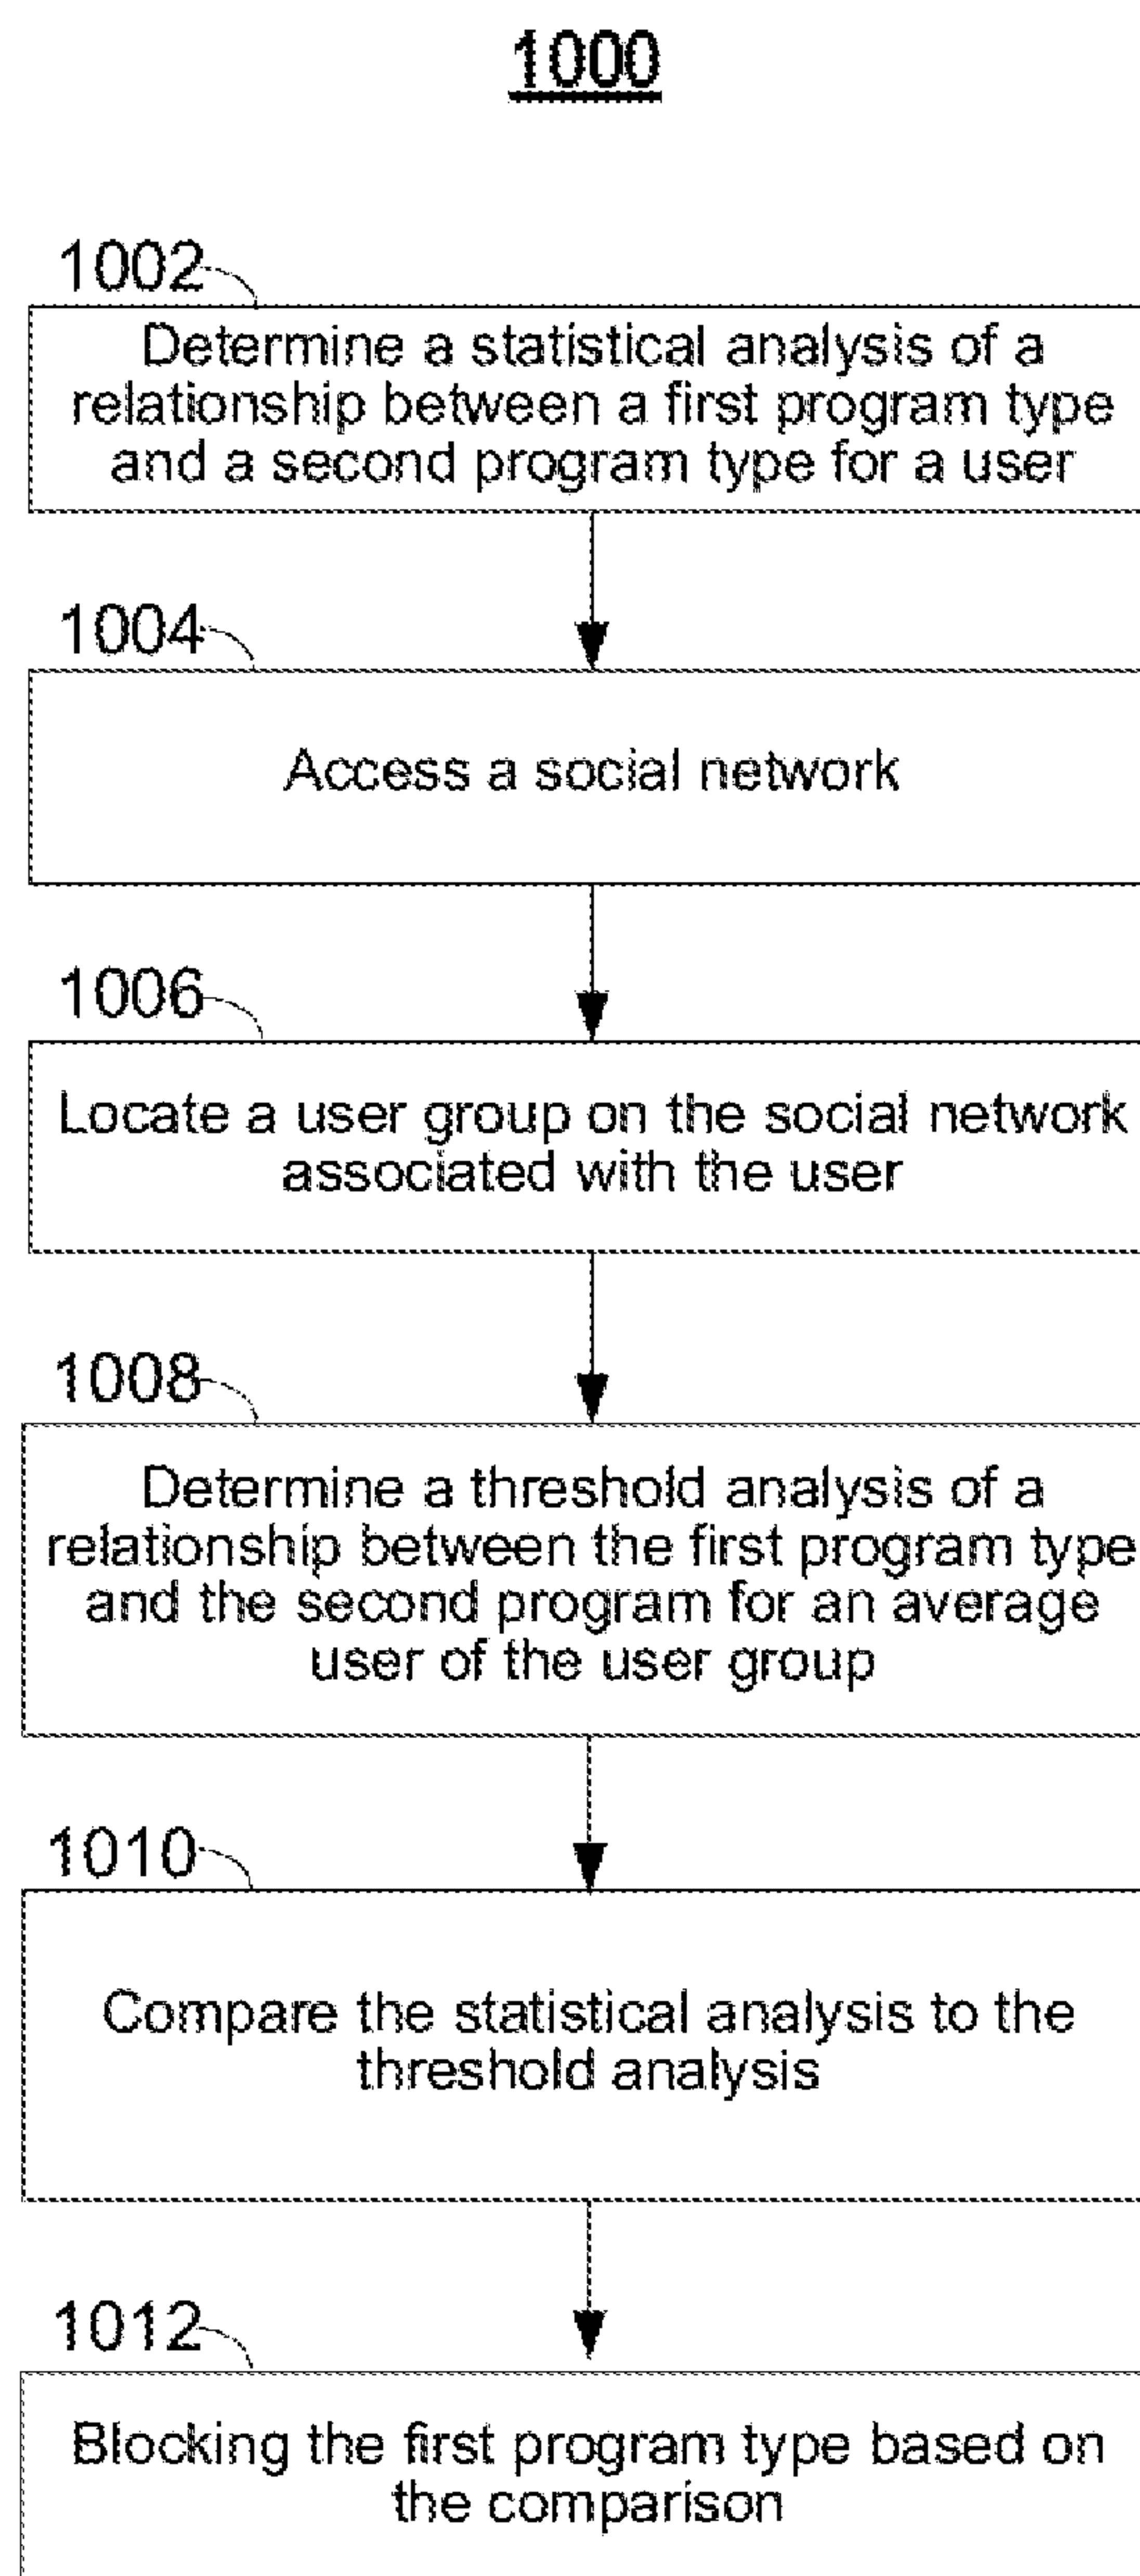 1000
1002
Determine a statistical analysis of a
relationship between a first program type
and a second program type for a user
1004
Access a social network
1006
Locate a user group on the social network
associated with the user
1008
Determine a threshold analysis of a
relationship between the first program type
and the second program for an average
user of the user group
1010
Compare the statistical analysis to the
threshold analysis
1012
Blocking the first program type based on
the comparison